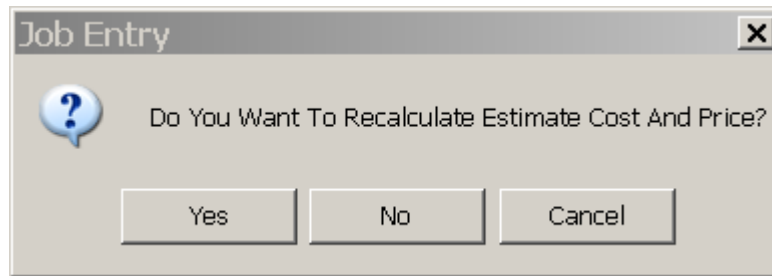 Job Entry
Do You Want To Recalculate Estimate Cost And Price?
Yes
No
Cancel